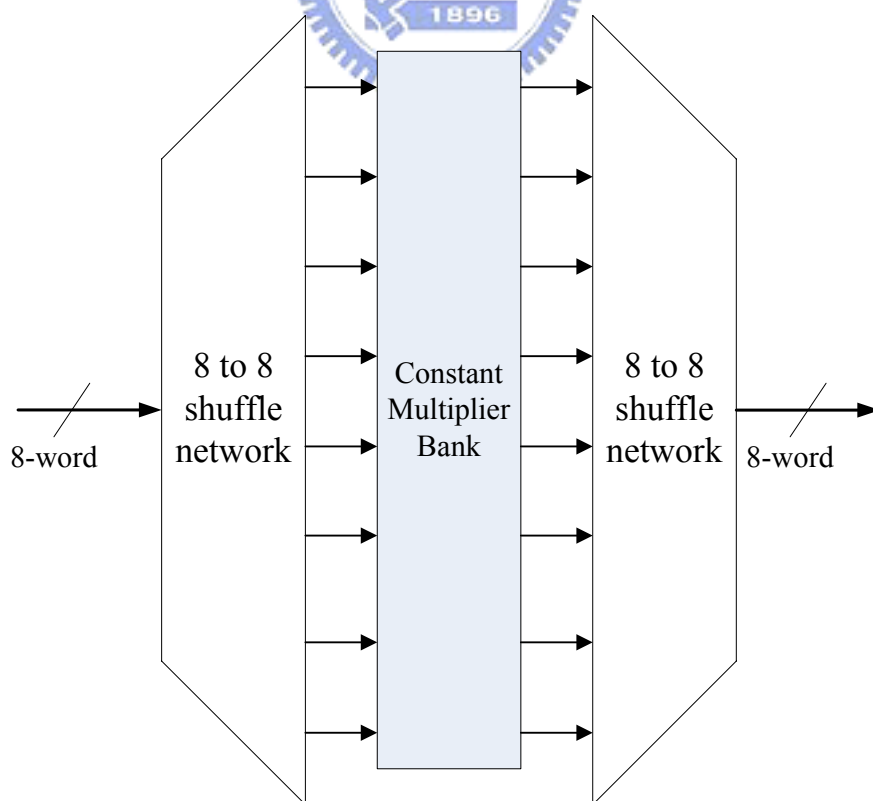 1896
8 to 8
shuffle
network
Constant
Multiplier
Bank
8 to 8
shuffle
network
8-word
8-word